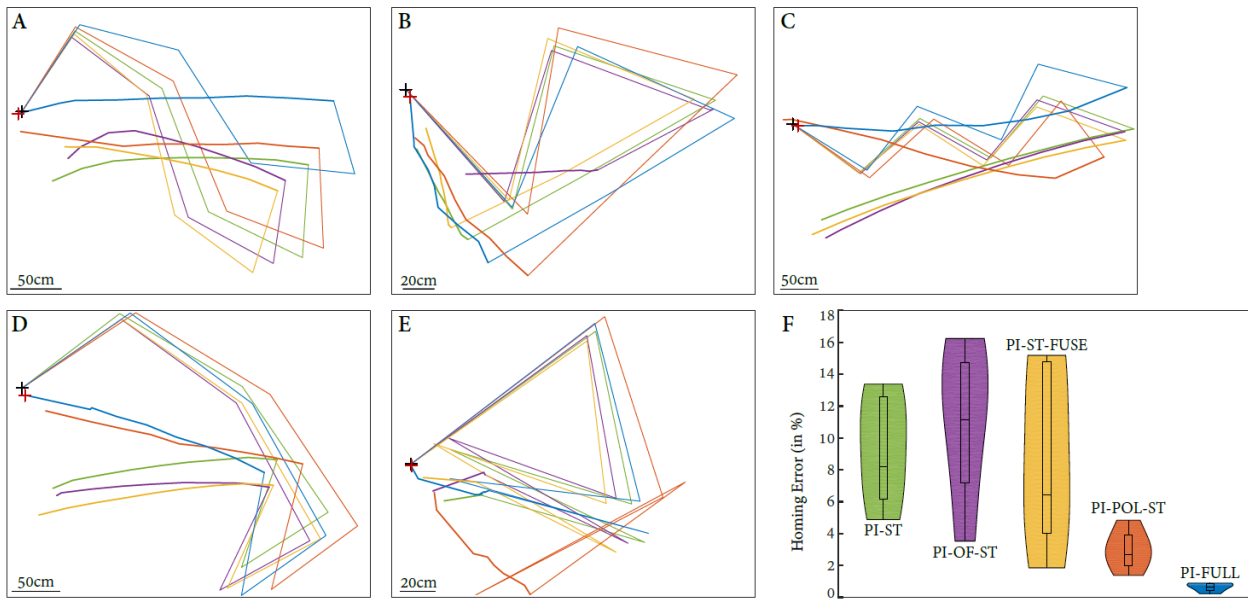 A
50cm
B
20cm
C
50cm
D
50cm
E
20cm
F
18
16
14
12
10
8
6
4
2
0
Homing Error (in %)
PI-ST
PI-OF-ST
PI-ST-FUSE
PI-POL-ST
PI-FULL